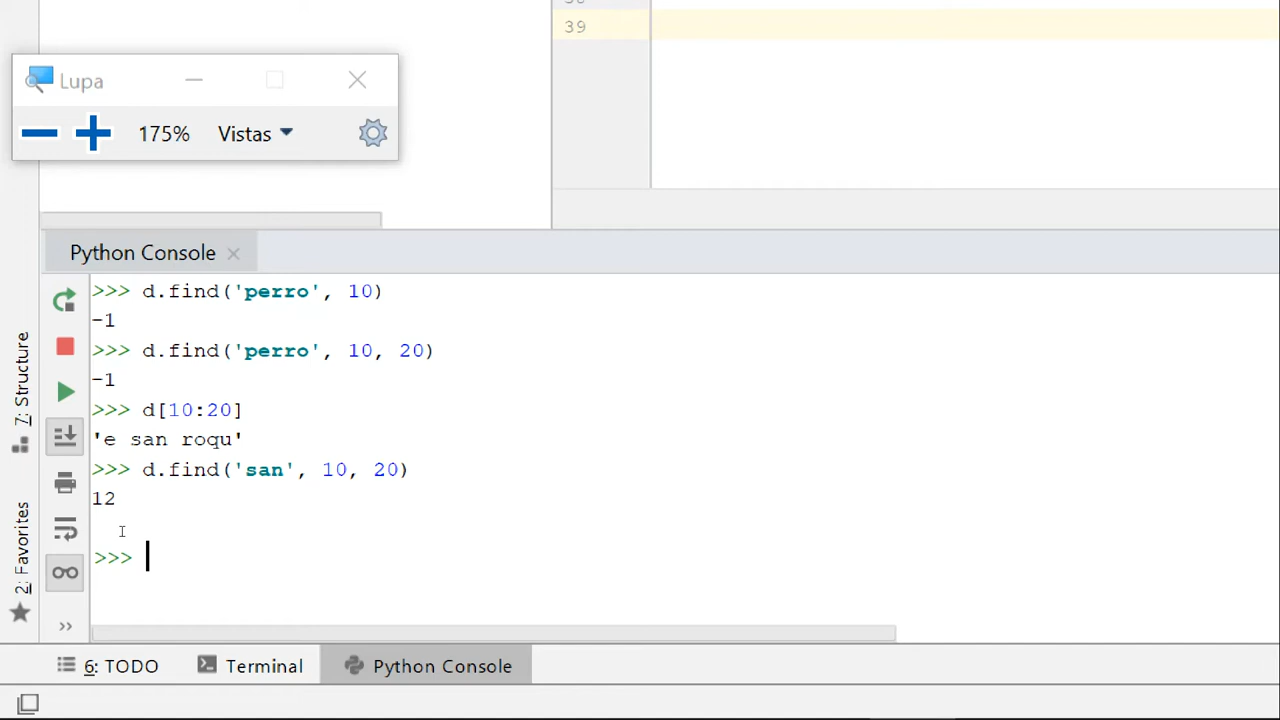 39
Lupa
175% Vistas
Python Console
>>> d.find('perro', 10)
-1
>>> d.find('perro', 10, 20)
-1
>>> d[10:20]
'e san roqu'
>>> d.find('san', 10, 20)
12
>>>
7: Structure
2: Favorites
6: TODO Terminal Python Console